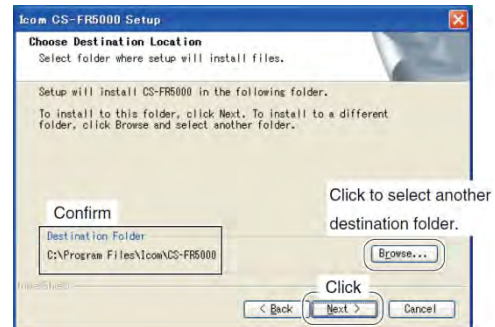 Icom CS-FR5000 Setup
Choose Destination Location
Select folder where setup will install files.
Setup will install CS-FR5000 in the following folder.
To install to this folder, click Next. To install to a different
folder, click Browse and select another folder.
Click to select another
destination folder.
Confirm
Destination Folder
C:\Program Files\Icom\CS-FR5000
Browse...
InstallShield
Click
< Back
Next >
Cancel